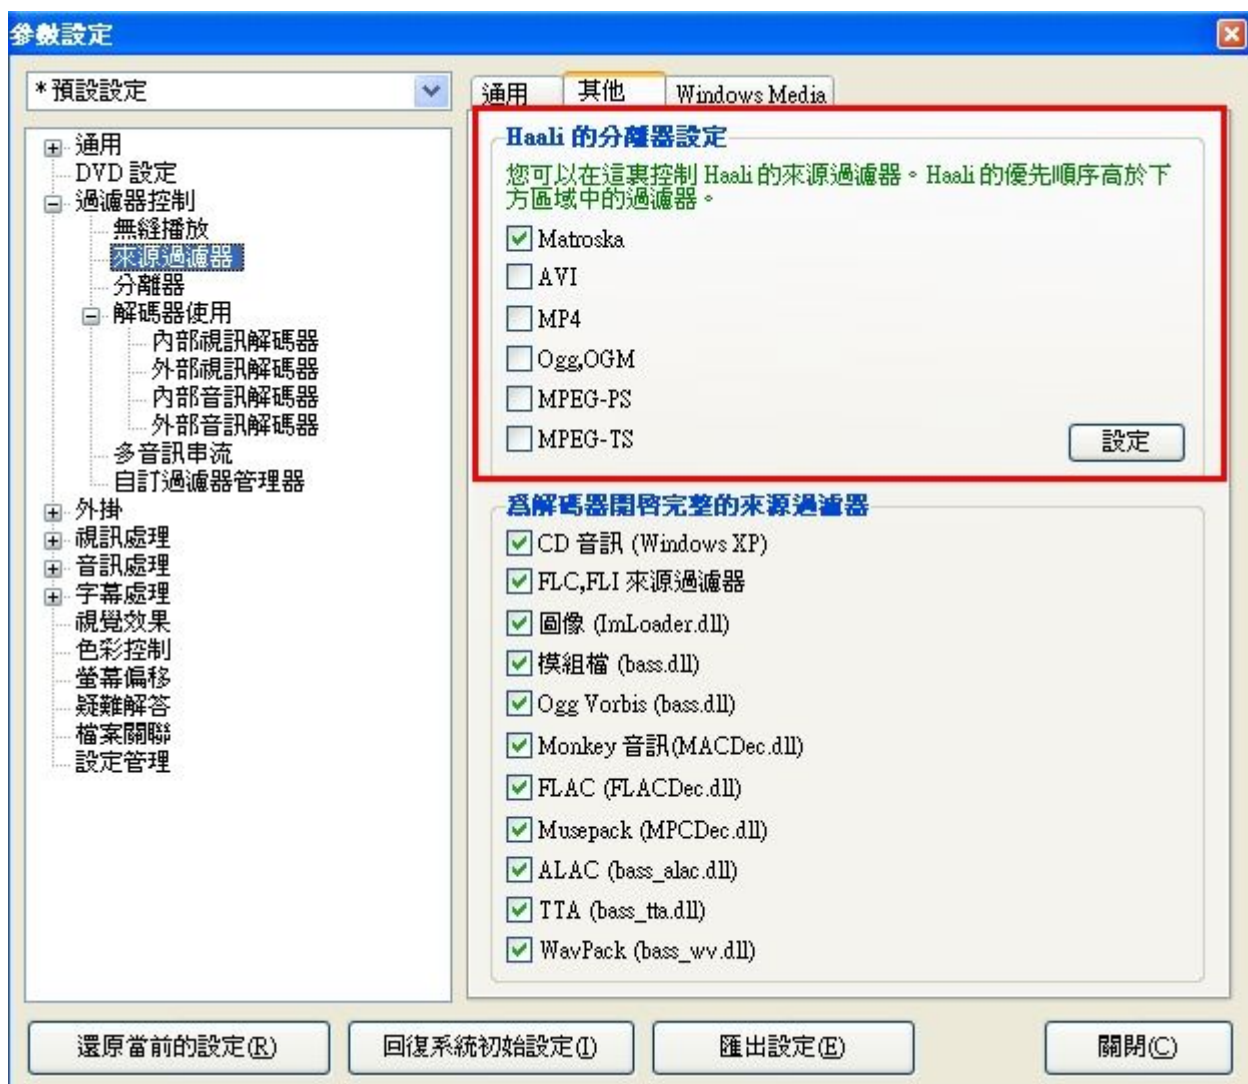 參數設定
*預設設定
通用
DVD 設定
過濾器控制
無縫播放
來源過濾器
分離器
解碼器使用
內部視訊解碼器
外部視訊解碼器
內部音訊解碼器
外部音訊解碼器
多音訊串流
自訂過濾器管理器
外掛
視訊處理
音訊處理
字幕處理
視覺效果
色彩控制
螢幕偏移
疑難解答
檔案關聯
設定管理
通用 其他 Windows Media
Haali 的分離器設定
您可以在這裏控制 Haali 的來源過濾器。Haali 的優先順序高於下
方區域中的過濾器。
Matroska
AVI
MP4
Ogg,OGM
MPEG-PS
MPEG-TS
設定
爲解碼器開啓完整的來源過濾器
CD 音訊 (Windows XP)
FLC,FLI 來源過濾器
圖像 (ImLoader.dll)
模組檔 (bass.dll)
Ogg Vorbis (bass.dll)
Monkey 音訊(MACDec.dll)
FLAC (FLACDec.dll)
Musepack (MPCDec.dll)
ALAC (bass_alac.dll)
TTA (bass_tta.dll)
WavPack (bass_wv.dll)
還原當前的設定(R) 回復系統初始設定(I) 匯出設定(E) 關閉(C)